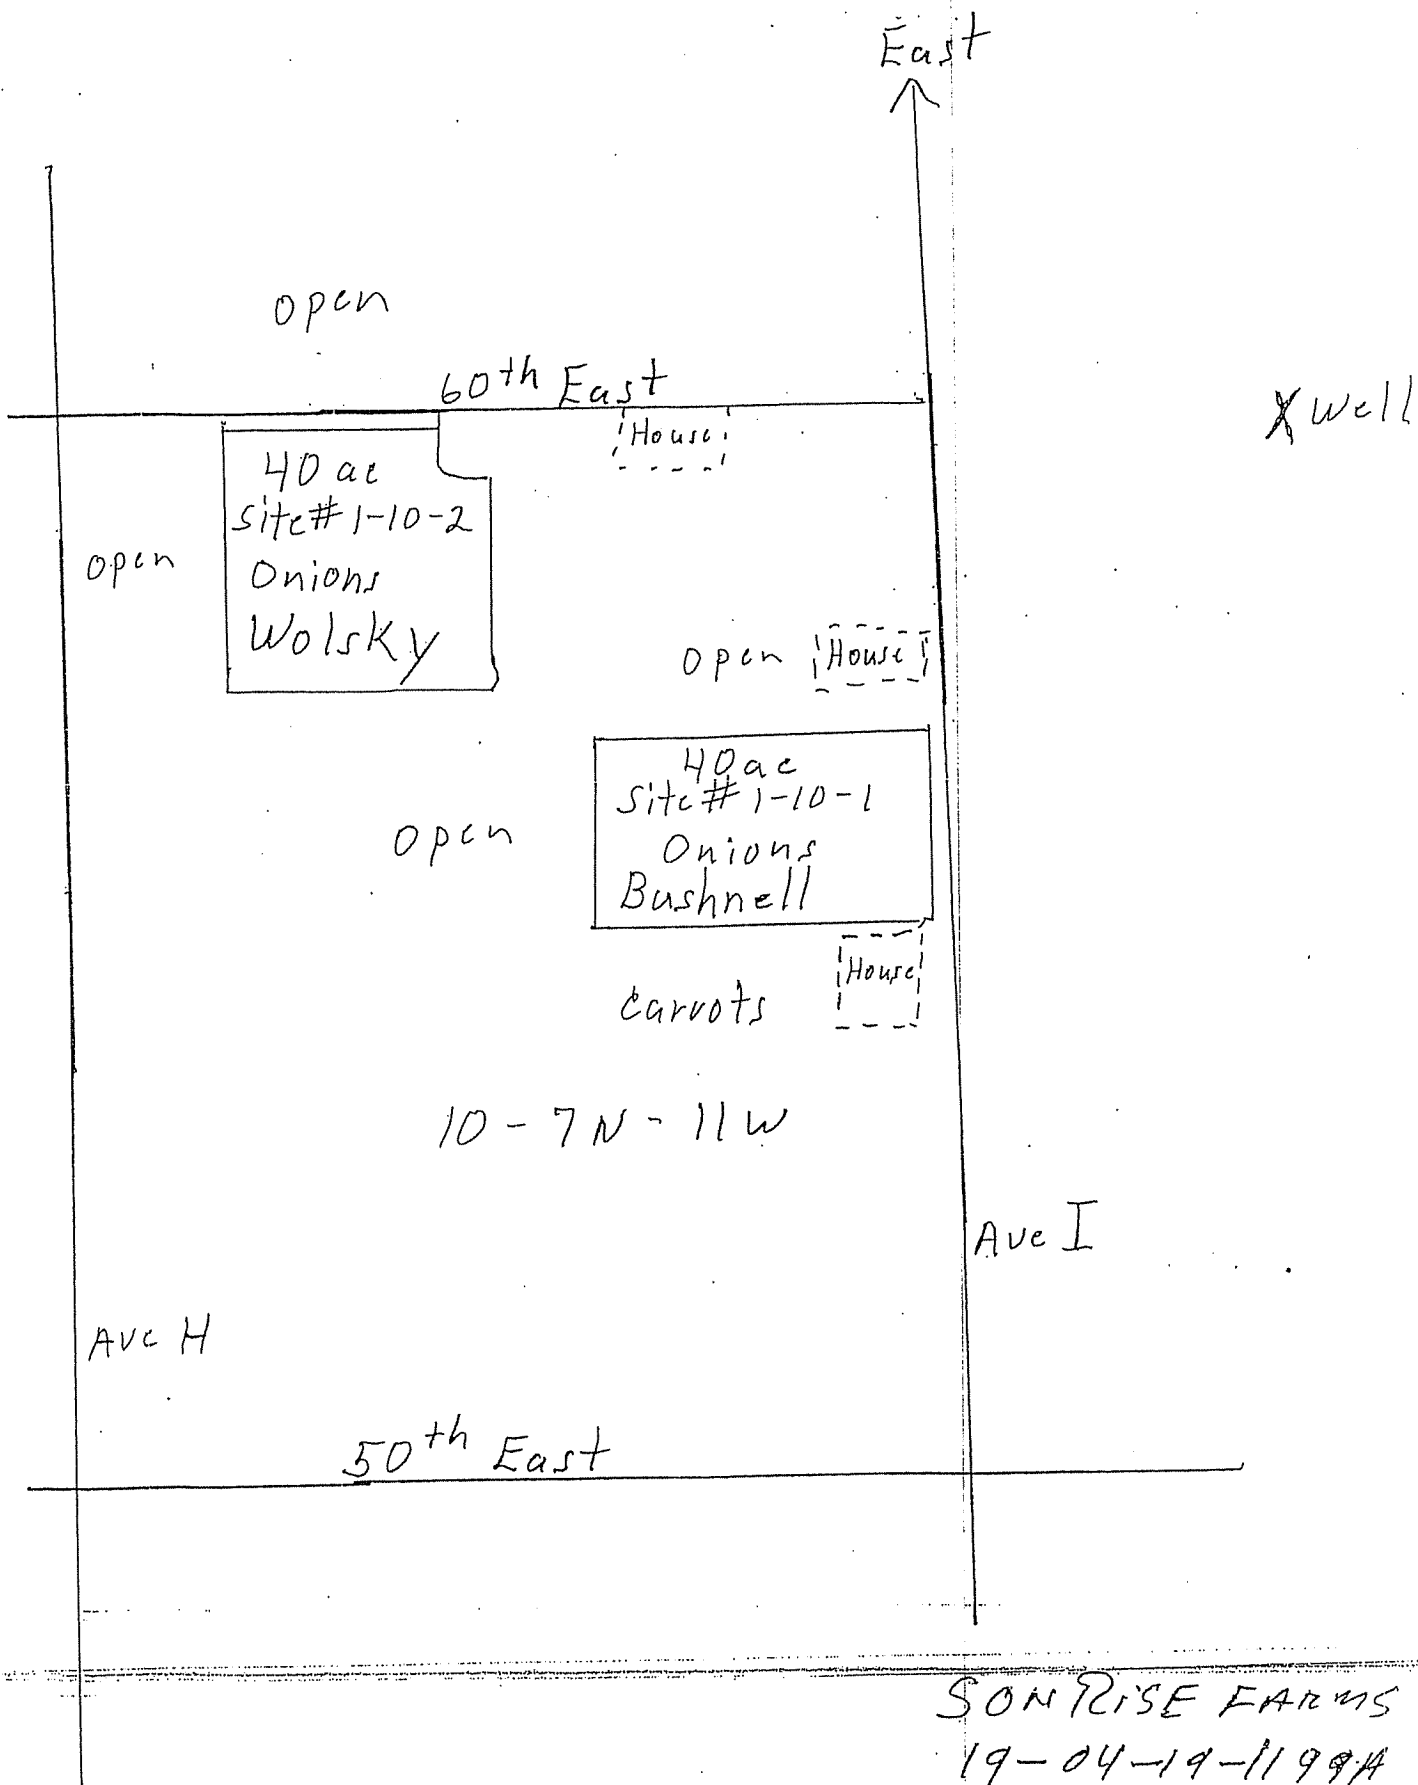 East
open
60th East
X Well
House
40 ac
Site# 1-10-2
Onions
Wolsky
open
open
House
40 ac
Site# 1-10-1
Onions
Bushnell
open
House
Carrots
10-7N-11W
Ave I
Ave H
50th East
SONRISE FARMS
19-04-19-1199A